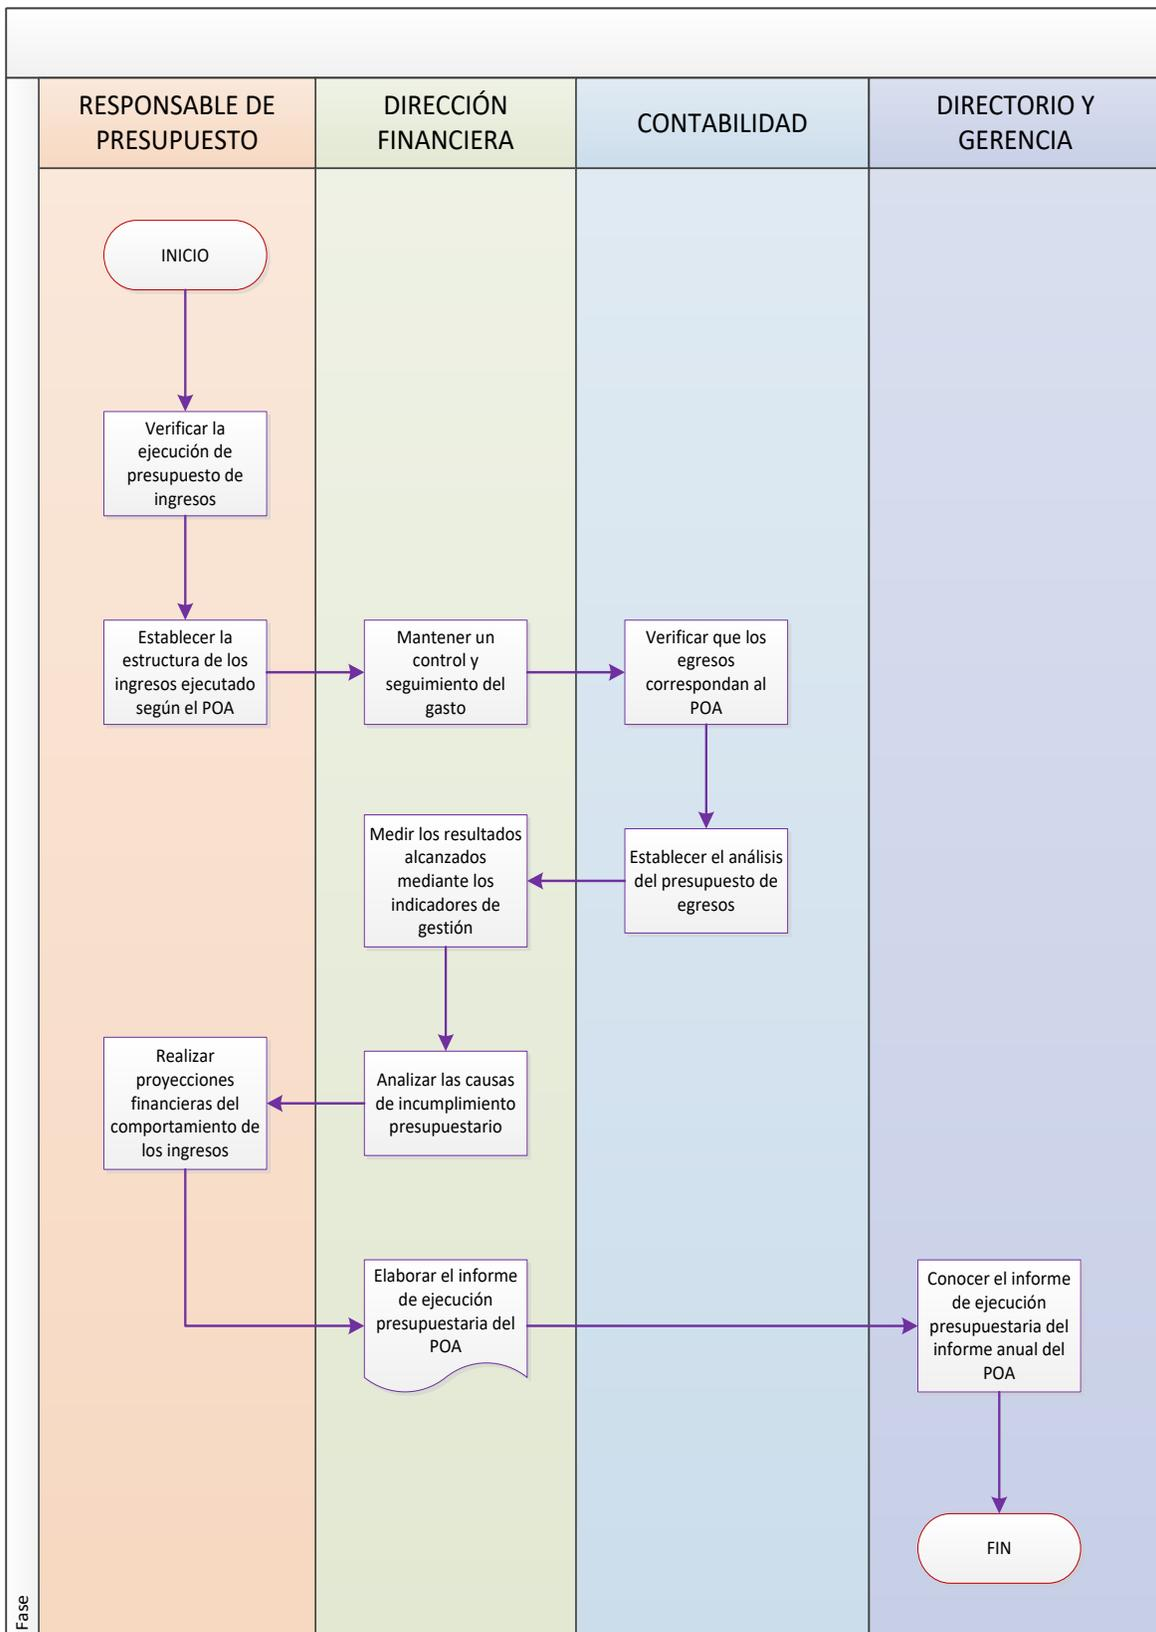 RESPONSABLE DE
PRESUPUESTO
DIRECCIÓN
FINANCIERA
CONTABILIDAD
DIRECTORIO Y
GERENCIA
INICIO
Verificar la
ejecución de
presupuesto de
ingresos
Establecer la
estructura de los
ingresos ejecutado
según el POA
Mantener un
control y
seguimiento del
gasto
Verificar que los
egresos
correspondan al
POA
Establecer el análisis
del presupuesto de
egresos
Medir los resultados
alcanzados
mediante los
indicadores de
gestión
Analizar las causas
de incumplimiento
presupuestario
Realizar
proyecciones
financieras del
comportamiento de
los ingresos
Elaborar el informe
de ejecución
presupuestaria del
POA
Conocer el informe
de ejecución
presupuestaria del
informe anual del
POA
FIN
Fase